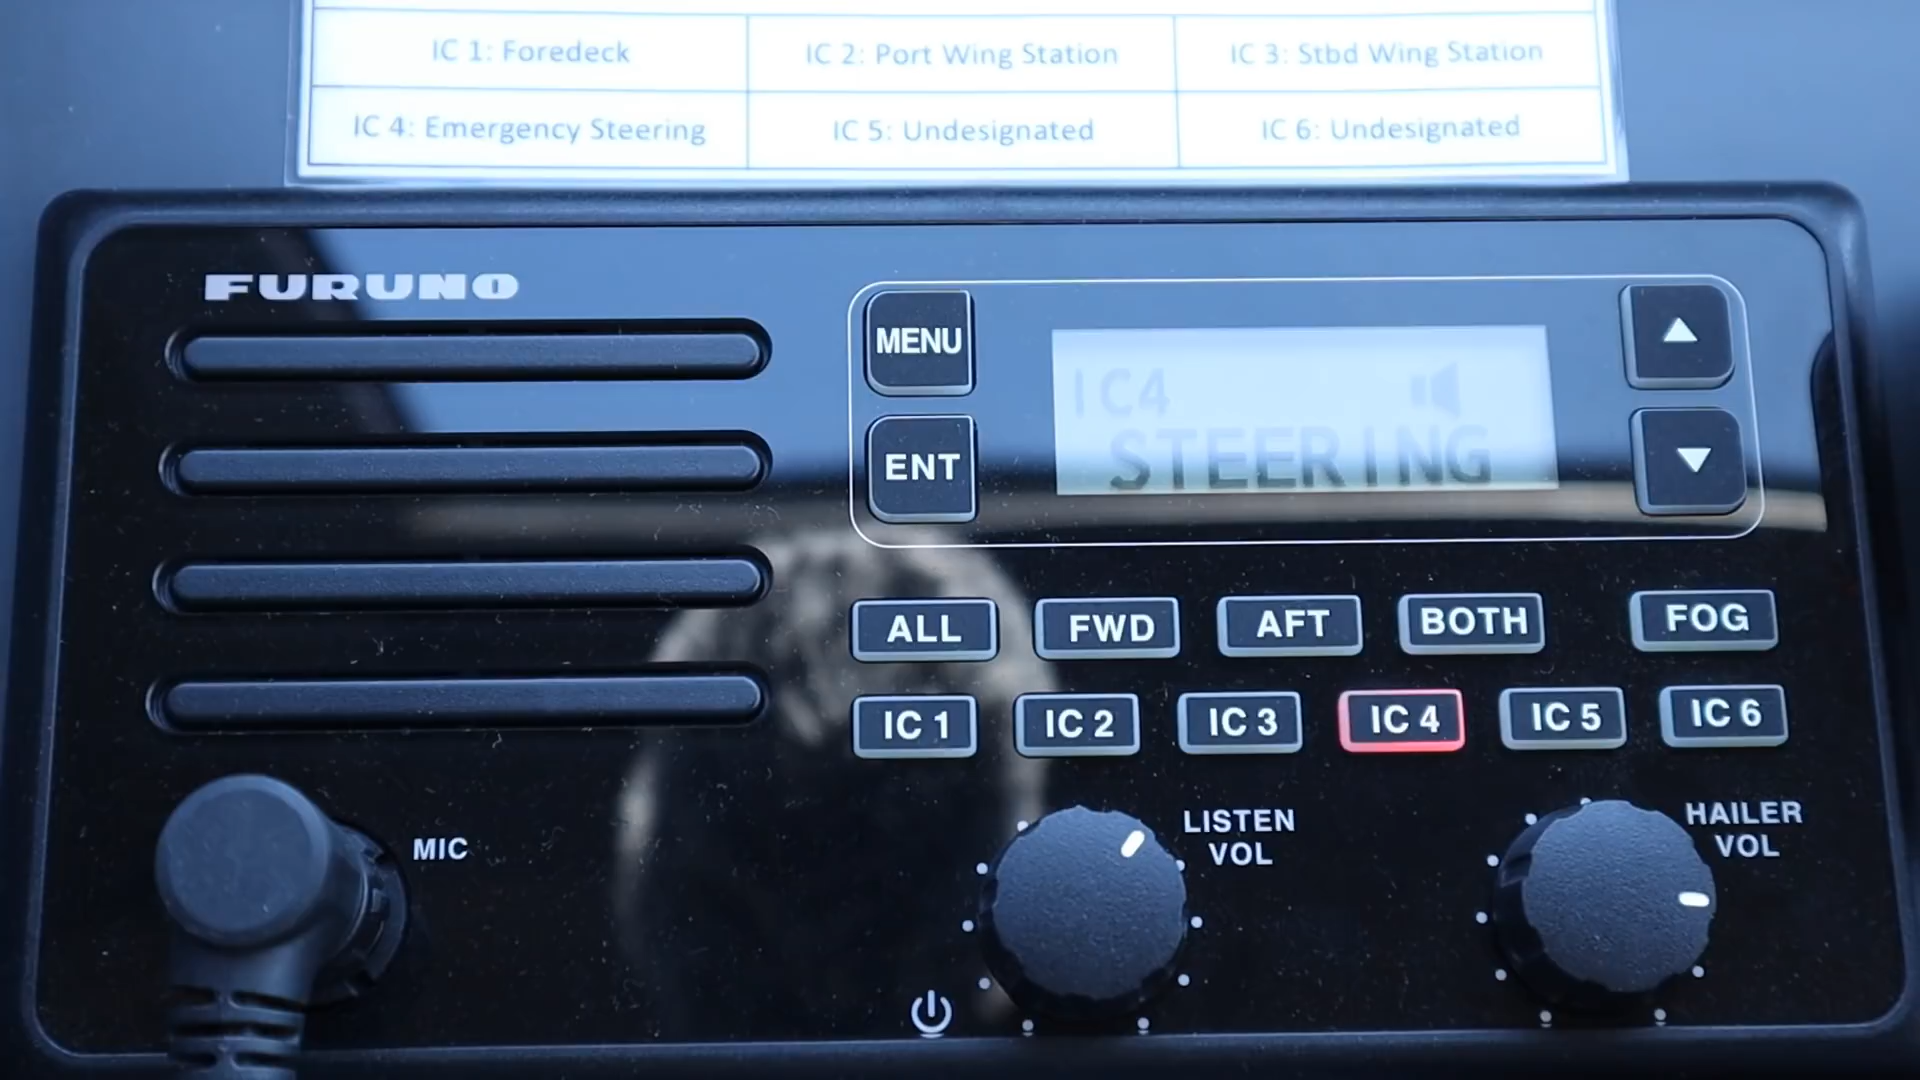 IC 1: Foredeck IC 2: Port Wing Station IC 3: Stbd Wing Station
IC 4: Emergency Steering IC 5: Undesignated IC 6: Undesignated
FURUNO
MENU
IC4
STEERING
ENT
ALL FWD AFT BOTH FOG
IC 1 IC 2 IC 3 IC 4 IC 5 IC 6
MIC
LISTEN
VOL
HAILER
VOL